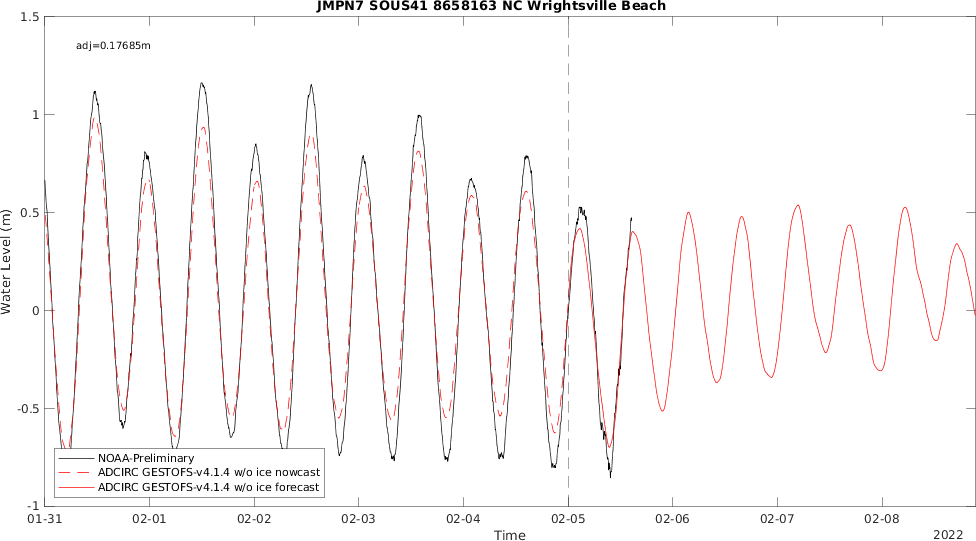 JMPN7 SOUS41 8658163 NC Wrightsville Beach
1.5
adj=0.17685m
1
0.5
0
-0.5
-1
Water Level (m)
NOAA-Preliminary
ADCIRC GESTOFS-v4.1.4 w/o ice nowcast
ADCIRC GESTOFS-v4.1.4 w/o ice forecast
01-31 02-01 02-02 02-03 02-04 02-05 02-06 02-07 02-08
Time
2022